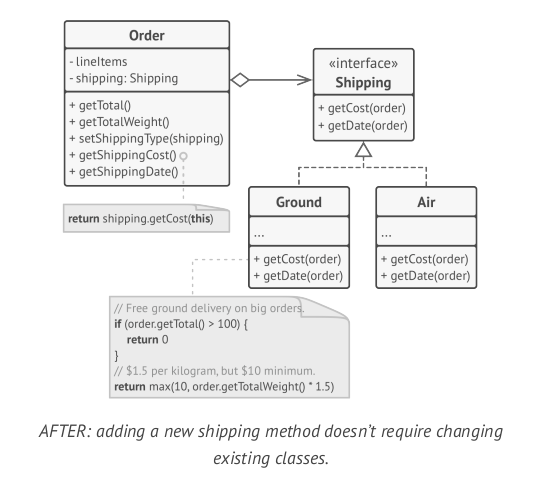 Order
- lineItems
- shipping: Shipping
+ getTotal()
+ getTotalWeight()
+ setShippingType(shipping)
+ getShippingCost()
+ getShippingDate()
return shipping.getCost(this)
«interface»
Shipping
+ getCost(order)
+ getDate(order)
Ground
...
+ getCost(order)
+ getDate(order)
Air
...
+ getCost(order)
+ getDate(order)
// Free ground delivery on big orders.
if (order.getTotal() > 100) {
return 0
}
// $1.5 per kilogram, but $10 minimum.
return max(10, order.getTotalWeight() * 1.5)
AFTER: adding a new shipping method doesn’t require changing
existing classes.